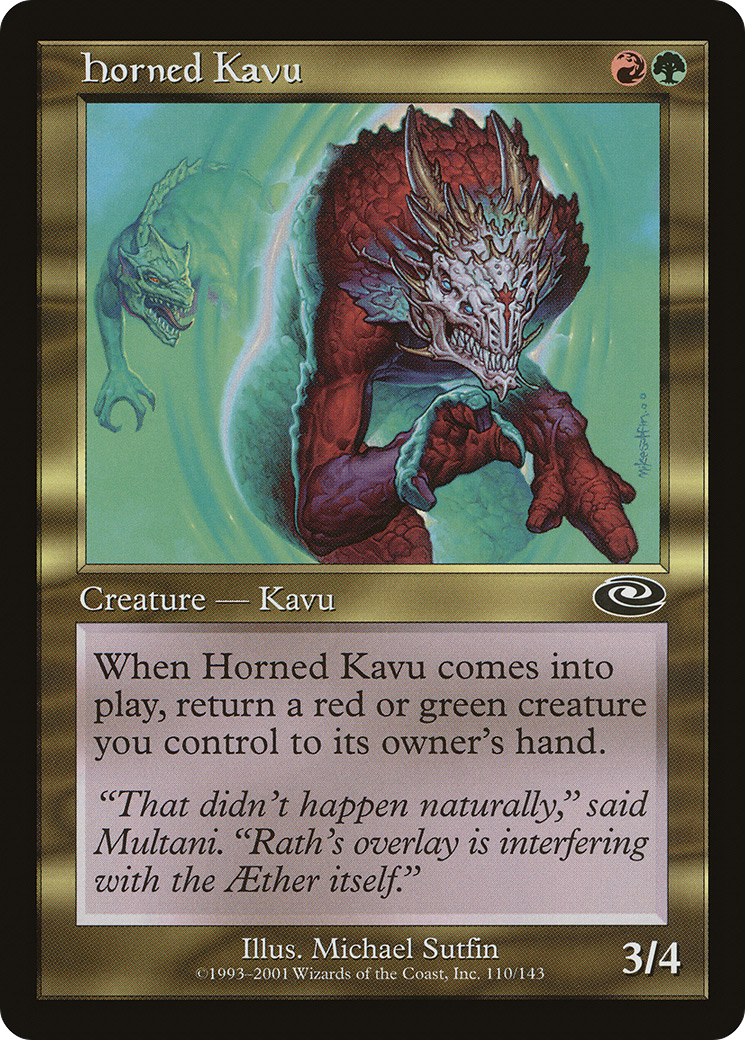 Horned Kavu
mikesutfin..00
Creature — Kavu
When Horned Kavu comes into
play, return a red or green creature
you control to its owner's hand.
“That didn't happen naturally,” said
Multani. “Rath's overlay is interfering
with the Æther itself.”
Illus. Michael Sutfin
©1993–2001 Wizards of the Coast, Inc. 110/143
3/4